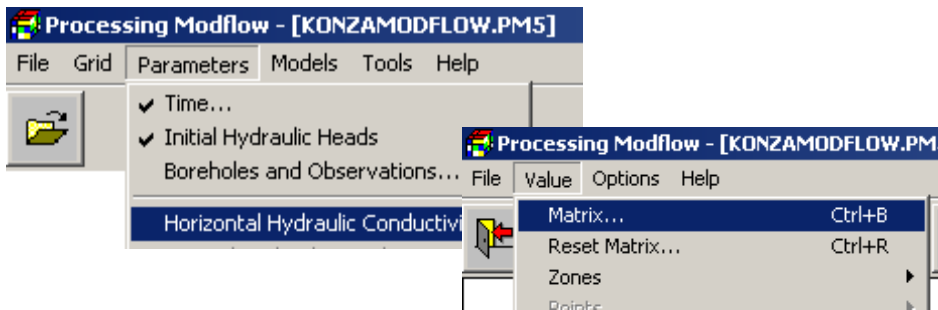 Processing Modflow - [KONZAMODFLOW.PM5]
File Grid Parameters Models Tools Help
Time...
Initial Hydraulic Heads
Boreholes and Observations...
Horizontal Hydraulic Conductivi
Processing Modflow - [KONZAMODFLOW.PM
File Value Options Help
Matrix... Ctrl+B
Reset Matrix... Ctrl+R
Zones
Points